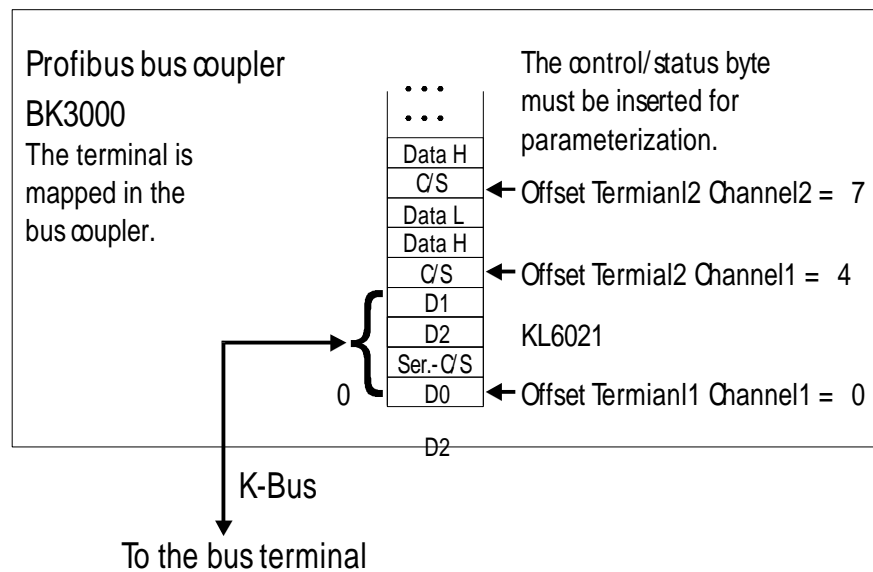 Profibus bus coupler
BK3000
The terminal is
mapped in the
bus coupler.
The control/status byte
must be inserted for
parameterization.
...
...
Data H
C/S
Offset Termianl2 Channel2 = 7
Data L
Data H
C/S
Offset Termial2 Channel1 = 4
D1
D2
KL6021
Ser.-C/S
0
D0
Offset Termianl1 Channel1 = 0
D2
K-Bus
To the bus terminal